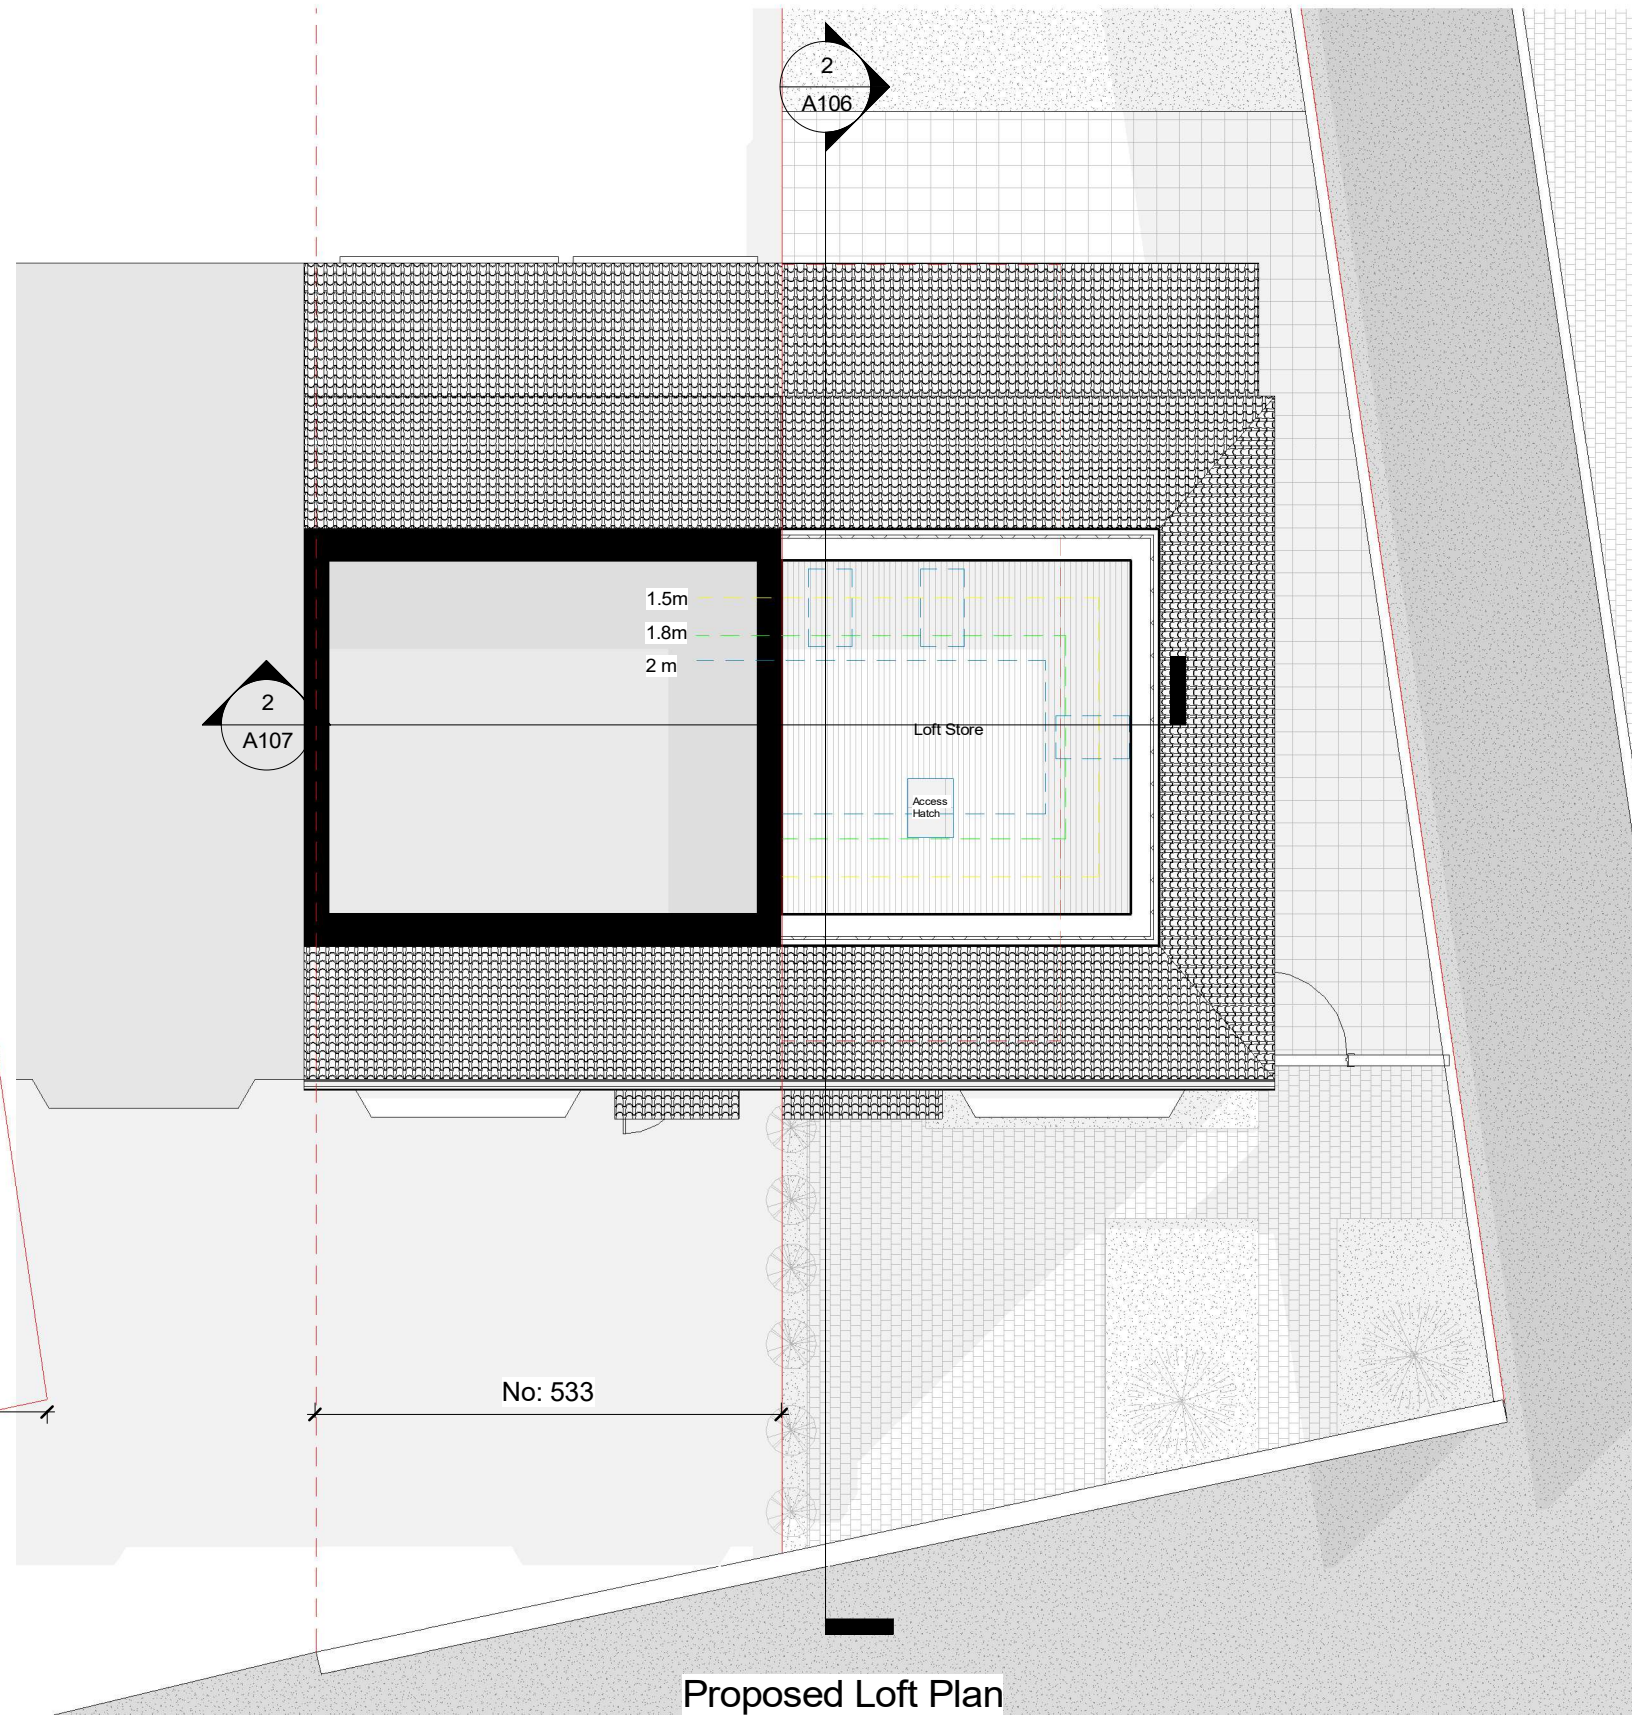 2
A106
1.5m
1.8m
2 m
2
A107
Loft Store
Access
Hatch
No: 533
Proposed Loft Plan